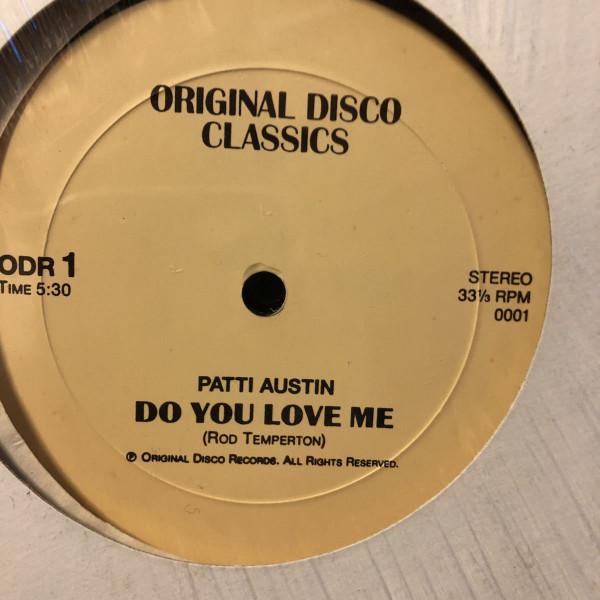 ORIGINAL DISCO
CLASSICS
ODR 1
TIME 5:30
STEREO
33⅓ RPM
0001
PATTI AUSTIN
DO YOU LOVE ME
(ROD TEMPERTON)
℗ ORIGINAL DISCO RECORDS. ALL RIGHTS RESERVED.